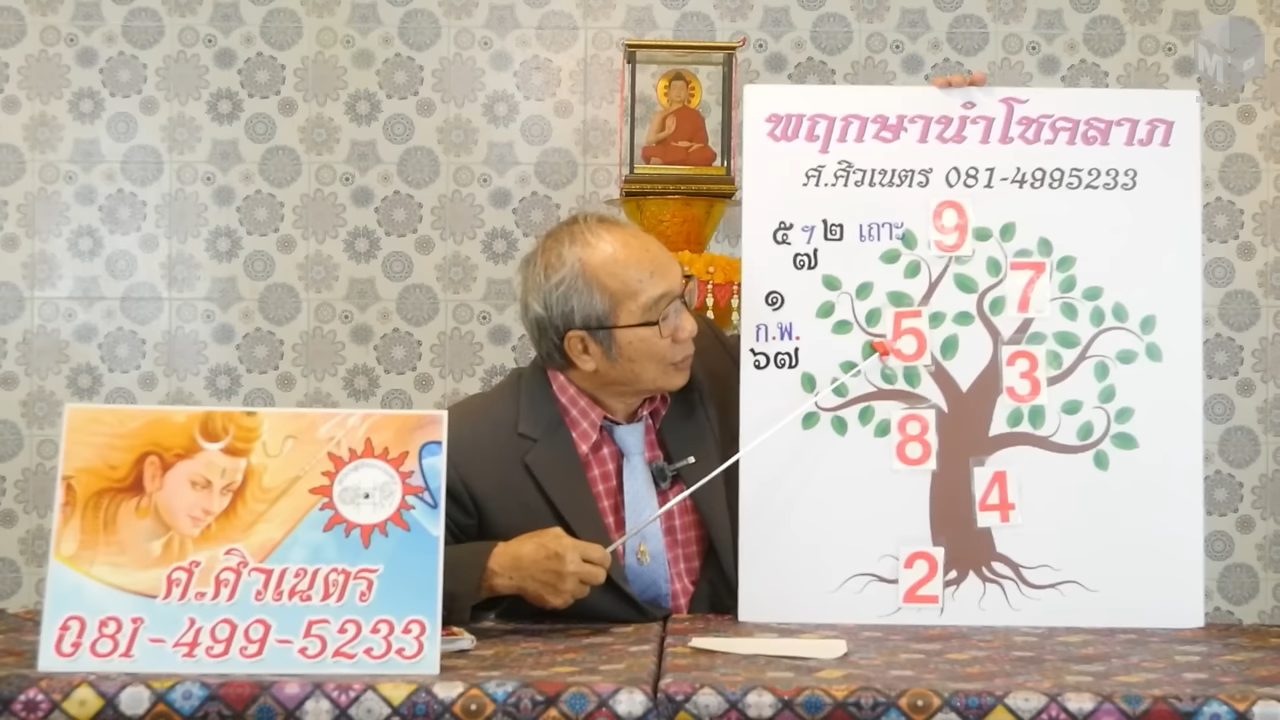 พฤกษานำโชคลาภ
ศ.ศิวเนตร 081-4995233
๕ ฯ ๒ เถาะ
๗
๑
ก.พ.
๖๗
9
7
5
3
8
4
2
ศ.ศิวเนตร
081-499-5233
M